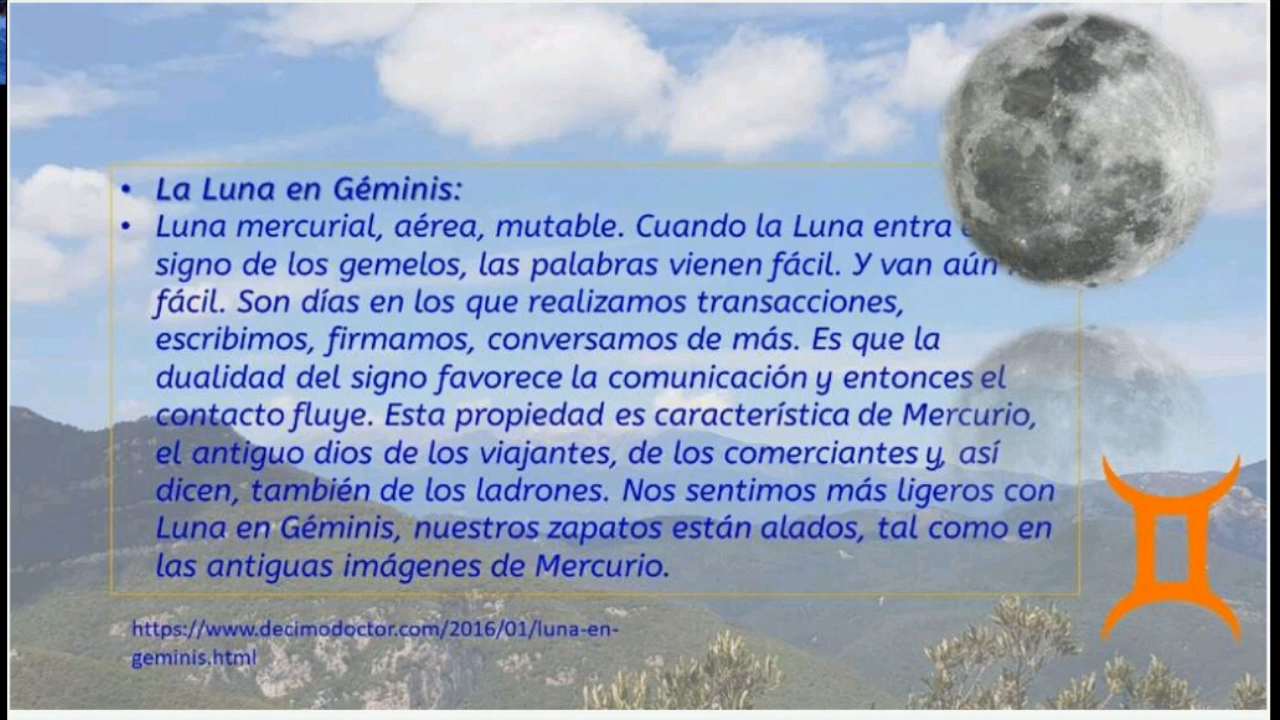 • La Luna en Géminis:
• Luna mercurial, aérea, mutable. Cuando la Luna entra
signo de los gemelos, las palabras vienen fácil. Y van aún
fácil. Son días en los que realizamos transacciones,
escribimos, firmamos, conversamos de más. Es que la
dualidad del signo favorece la comunicación y entonces el
contacto fluye. Esta propiedad es característica de Mercurio,
el antiguo dios de los viajantes, de los comerciantes y, así
dicen, también de los ladrones. Nos sentimos más ligeros con
Luna en Géminis, nuestros zapatos están alados, tal como en
las antiguas imágenes de Mercurio.
https://www.decimodoctor.com/2016/01/luna-en-
geminis.html